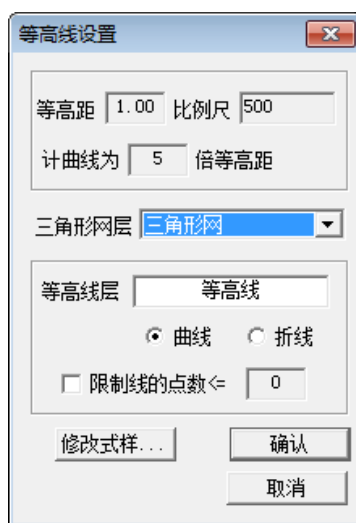 等高线设置
等高距 1.00 比例尺 500
计曲线为 5 倍等高距
三角形网层 三角形网
等高线层 等高线
曲线 折线
限制线的点数<= 0
修改式样... 确认
取消